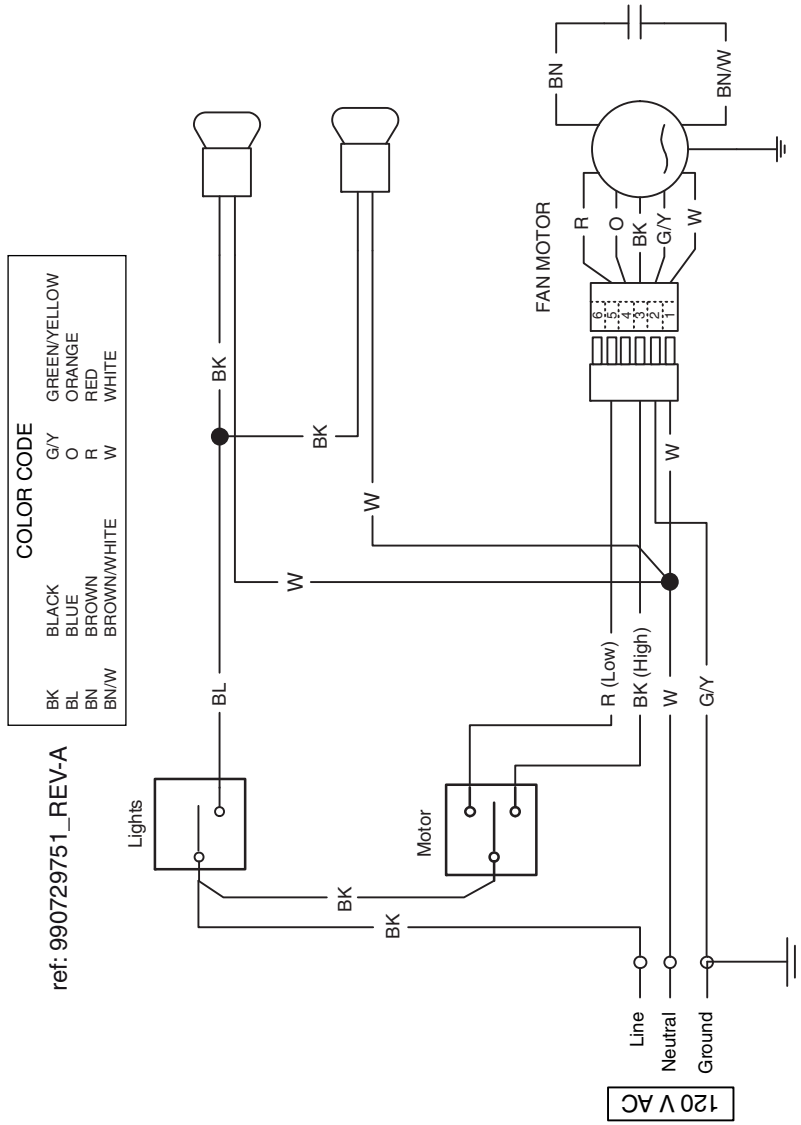 ref: 990729751_REV-A
COLOR CODE
BK BLACK G/Y GREEN/YELLOW
BL BLUE O ORANGE
BN BROWN R RED
BN/W BROWN/WHITE W WHITE
Lights
BL
BK
BK
W
W
Motor
BK
BK
R (Low)
BK (High)
W
G/Y
W
FAN MOTOR
6
5
4
3
2
1
R
O
BK
G/Y
W
BN
BN/W
Line
Neutral
Ground
120 V AC